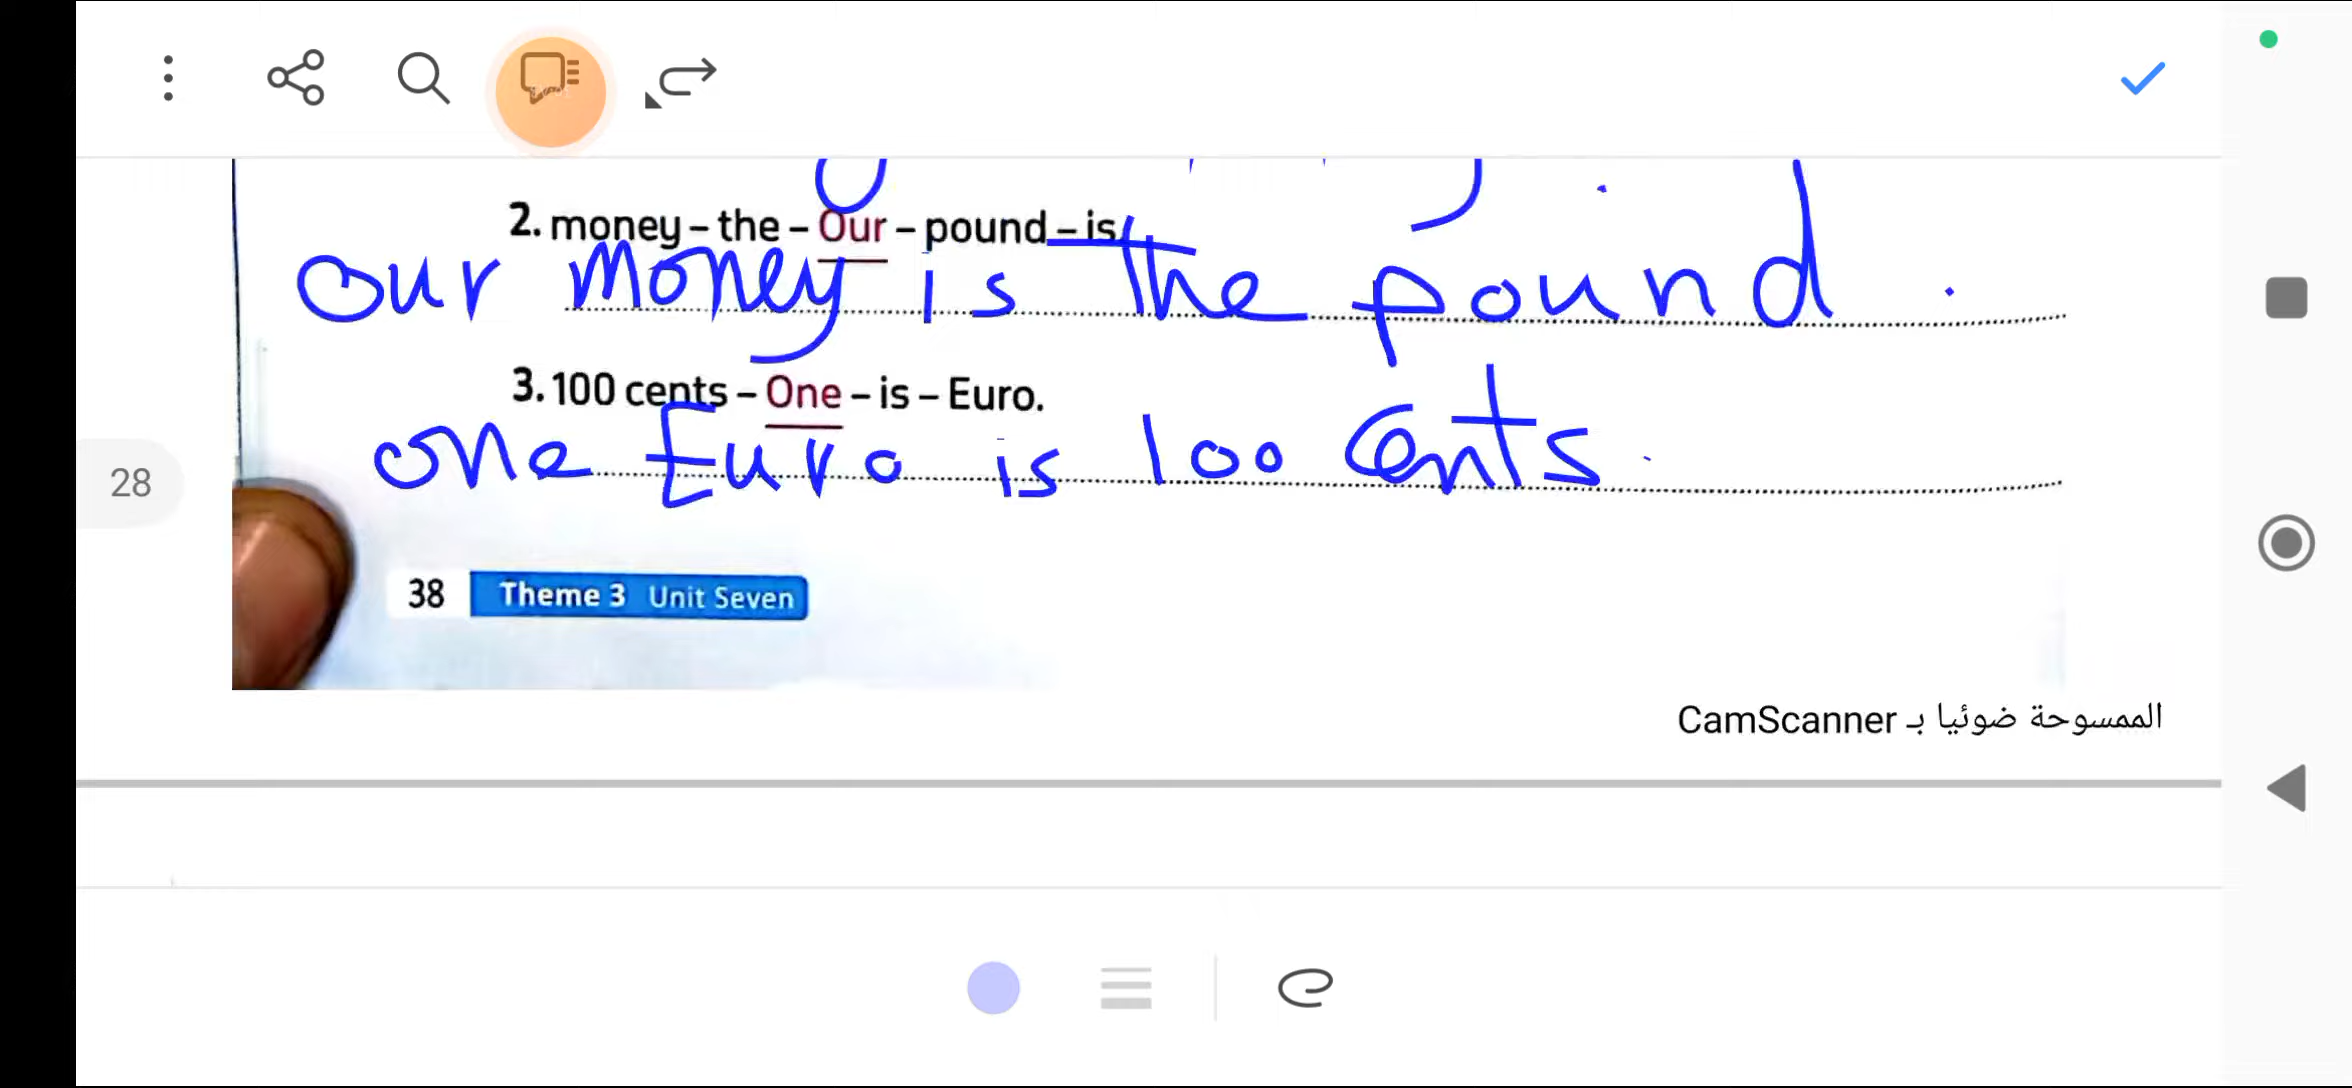 2. money – the – Our – pound – is.
our money is the pound .
3. 100 cents – One – is – Euro.
one Euro is 100 Cents .
28
38 Theme 3 Unit Seven
الممسوحة ضوئيا بـ CamScanner